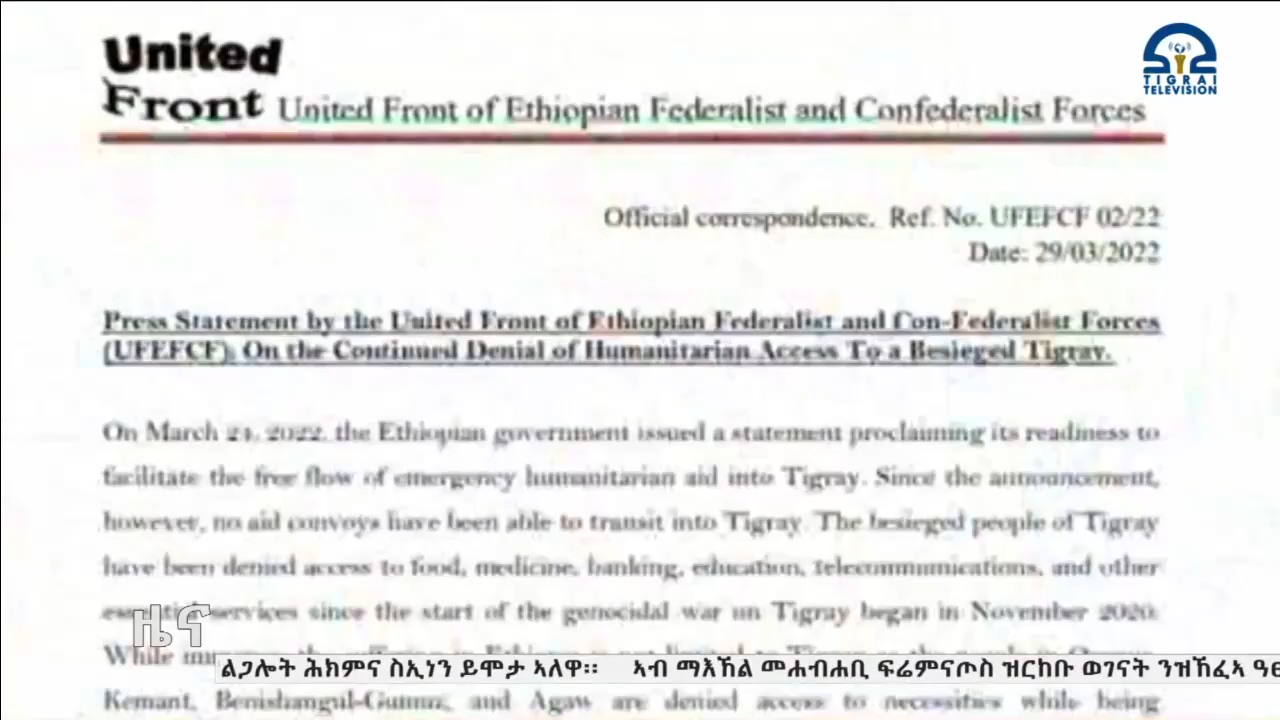 United
Front United Front of Ethiopian Federalist and Confederalist Forces
TIGRAI
TELEVISION
Official correspondence. Ref. No. UFEFCF 02/22
Date: 29/03/2022
Press Statement by the United Front of Ethiopian Federalist and Con-Federalist Forces
(UFEFCF): On the Continued Denial of Humanitarian Access To a Besieged Tigray.
On March 24, 2022, the Ethiopian government issued a statement proclaiming its readiness to
facilitate the free flow of emergency humanitarian aid into Tigray. Since the announcement,
however, no aid convoys have been able to transit into Tigray. The besieged people of Tigray
have been denied access to food, medicine, banking, education, telecommunications, and other
essential services since the start of the genocidal war on Tigray began in November 2020.
ዜና
While
ልጋሎት ሕክምና ስኢነን ይሞታ ኣለዋ። ኣብ ማእኸል መሐብሐቢ ፍሬምናጦስ ዝርከቡ ወገናት ንዝኸፈኣ
Kemant, Benishangul-Gumuz, and Agaw are denied access to necessities while being